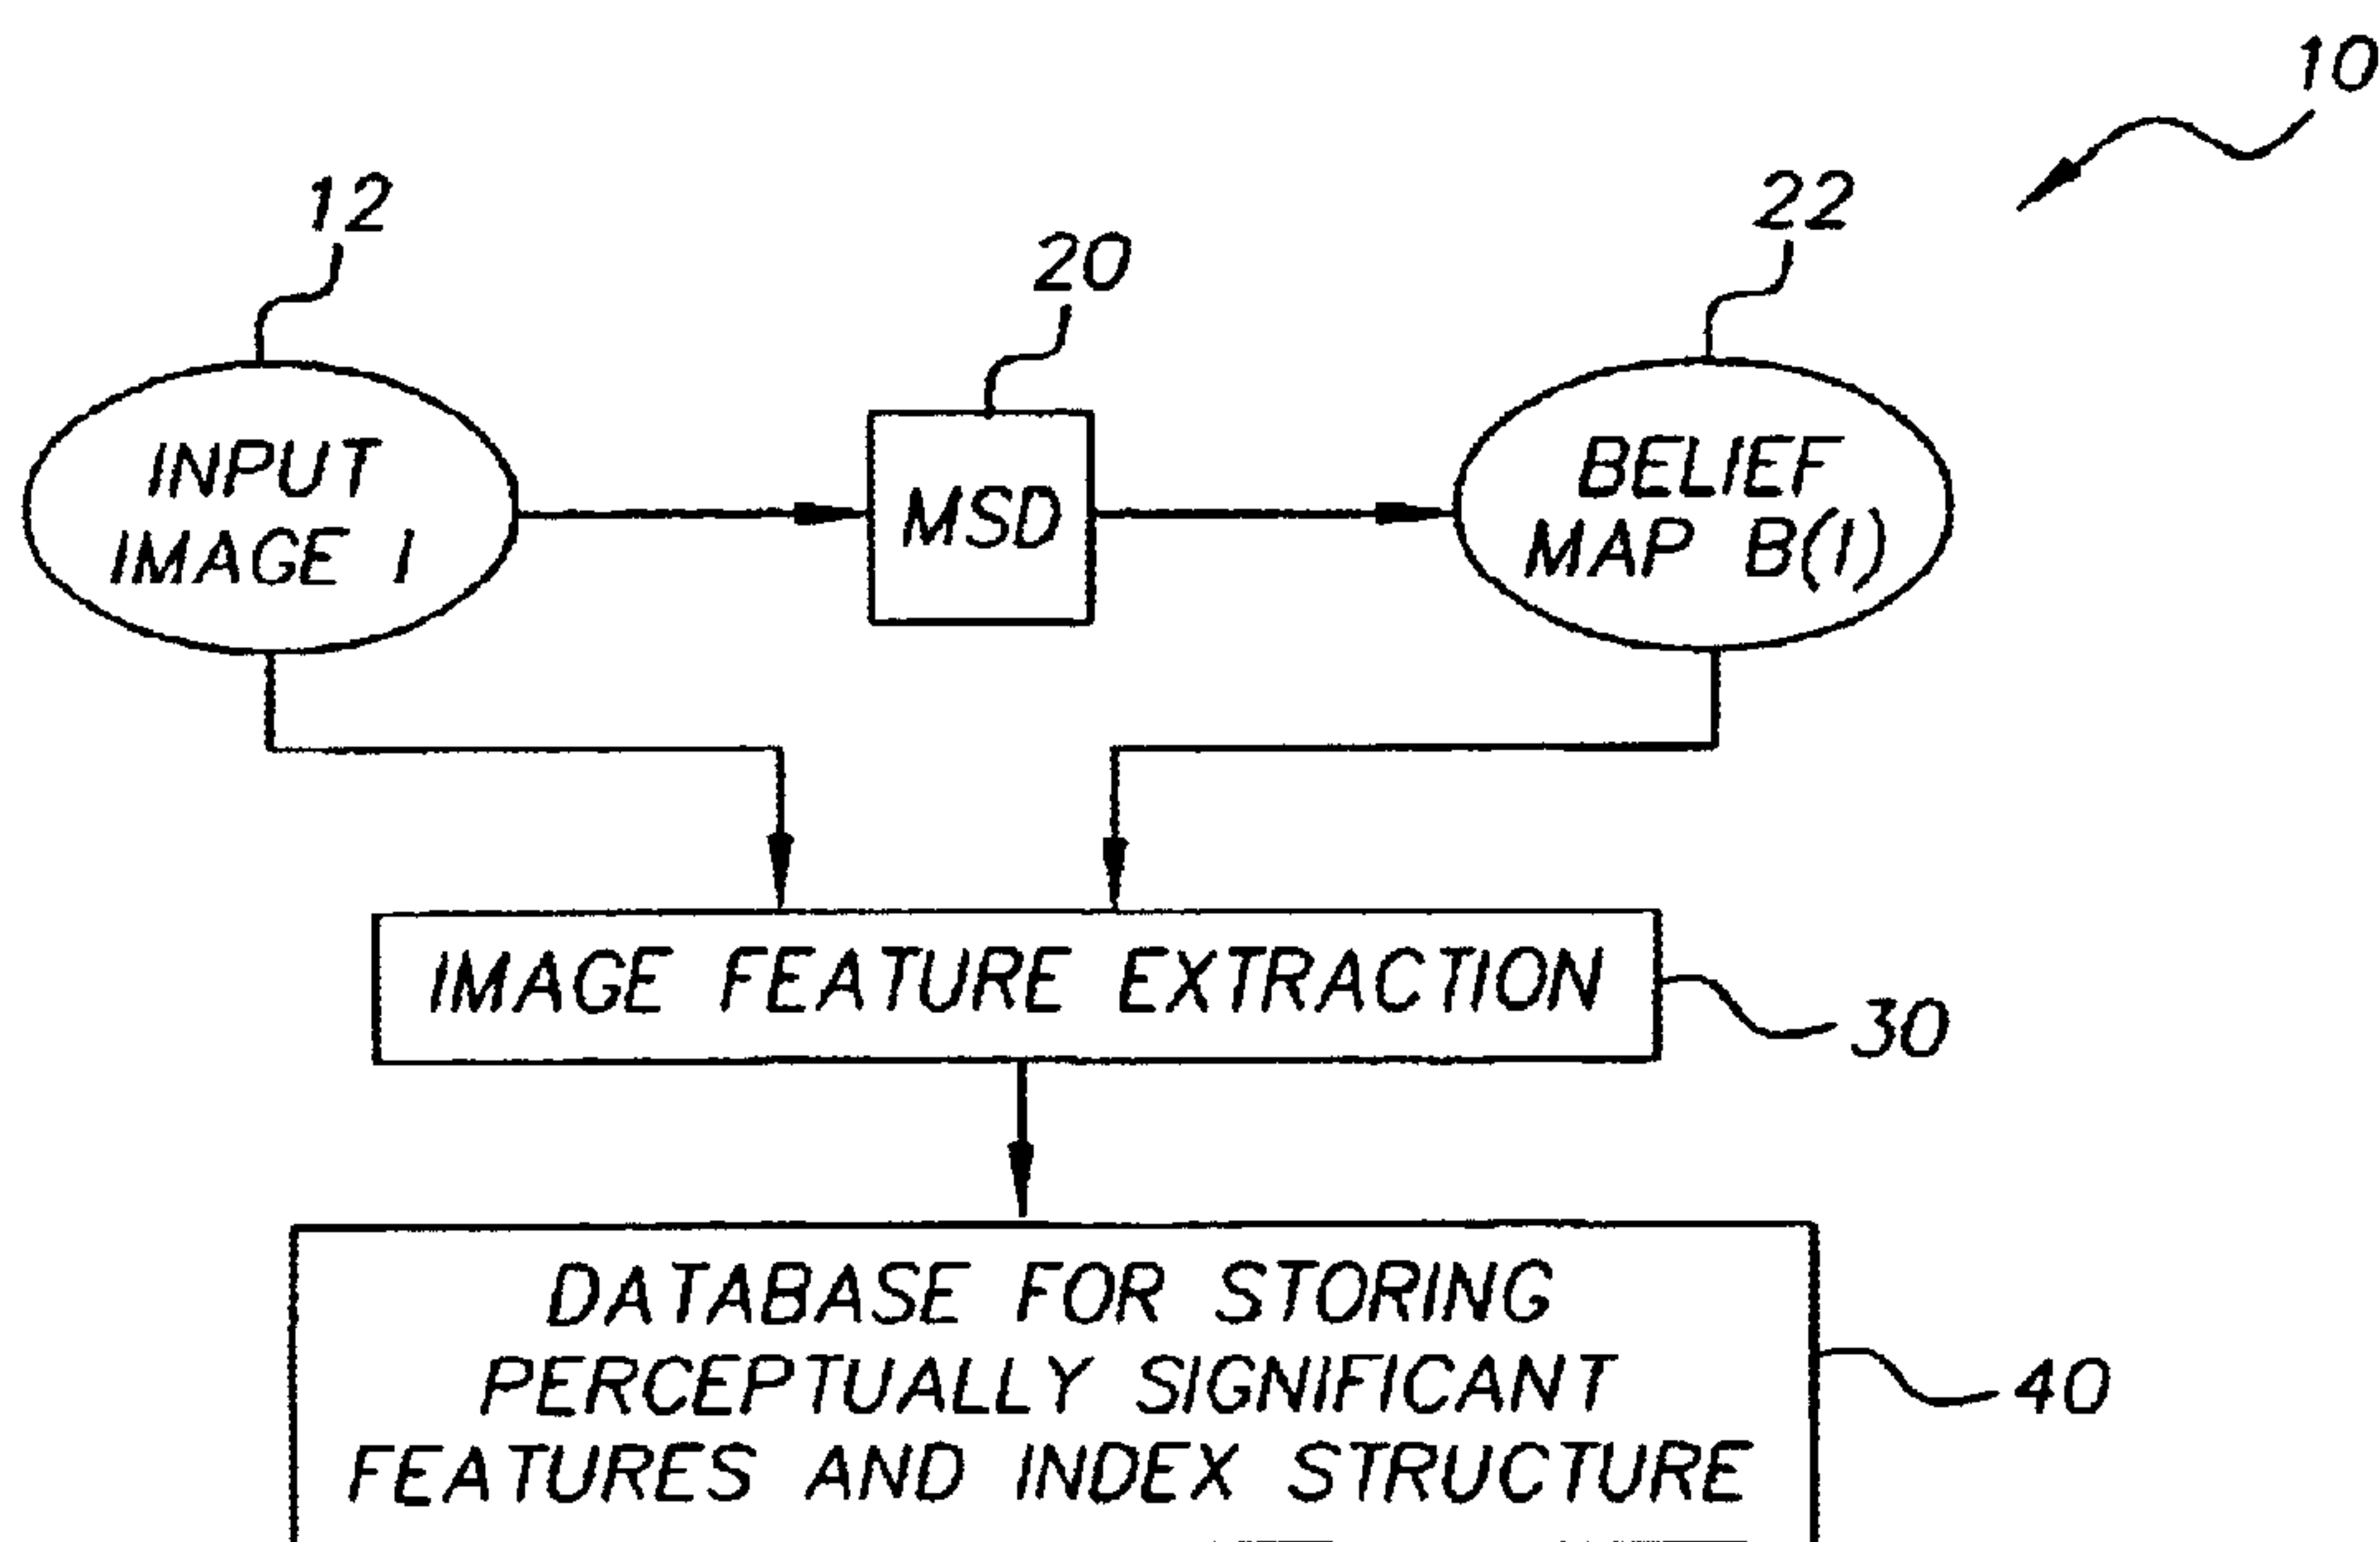 10
12
20
22
INPUT
IMAGE I
MSD
BELIEF
MAP B(I)
IMAGE FEATURE EXTRACTION
30
DATABASE FOR STORING
PERCEPTUALLY SIGNIFICANT
40
FEATURES AND INDEX STRUCTURE